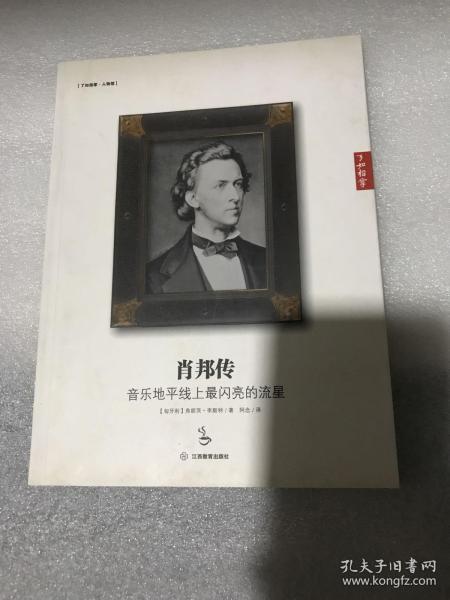 [了如指掌·人物馆]
了如指掌
肖邦传
音乐地平线上最闪亮的流星
【匈牙利】弗朗茨·李斯特/著 阿念/译
江西教育出版社
孔夫子旧书网
www.kongfz.com